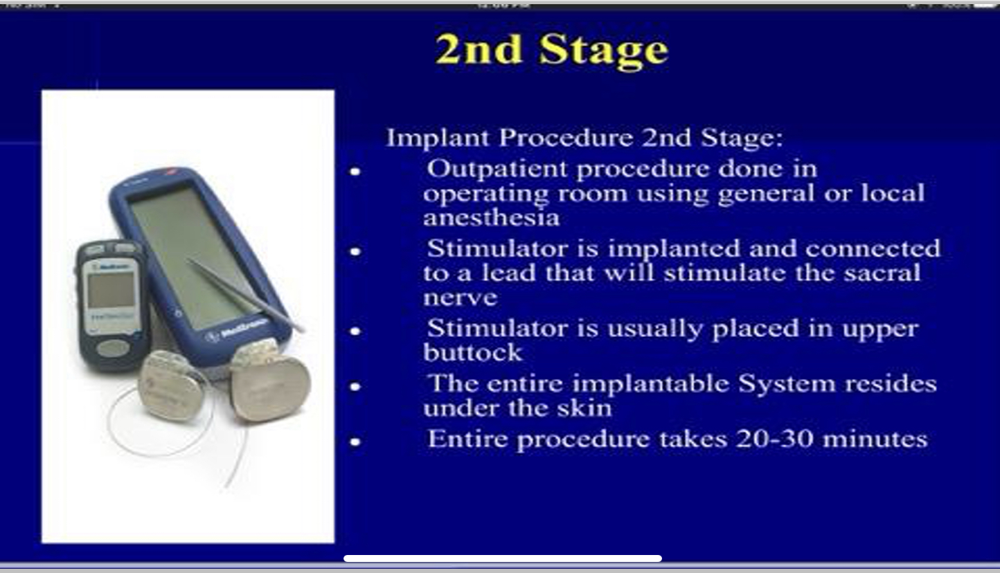 2nd Stage
Implant Procedure 2nd Stage:
• Outpatient procedure done in
operating room using general or local
anesthesia
• Stimulator is implanted and connected
to a lead that will stimulate the sacral
nerve
• Stimulator is usually placed in upper
buttock
• The entire implantable System resides
under the skin
• Entire procedure takes 20-30 minutes
Medtronic
Medtronic